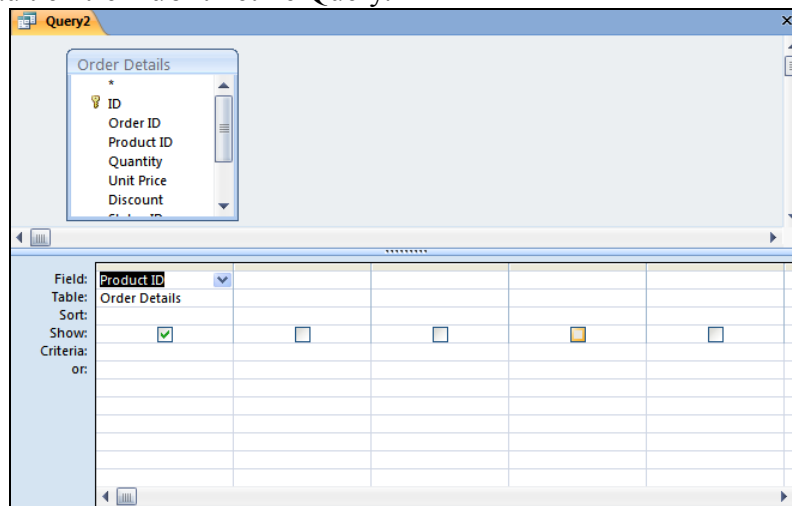 Query2
Order Details
*
ID
Order ID
Product ID
Quantity
Unit Price
Discount
Field: Product ID
Table: Order Details
Sort:
Show:
Criteria:
or: